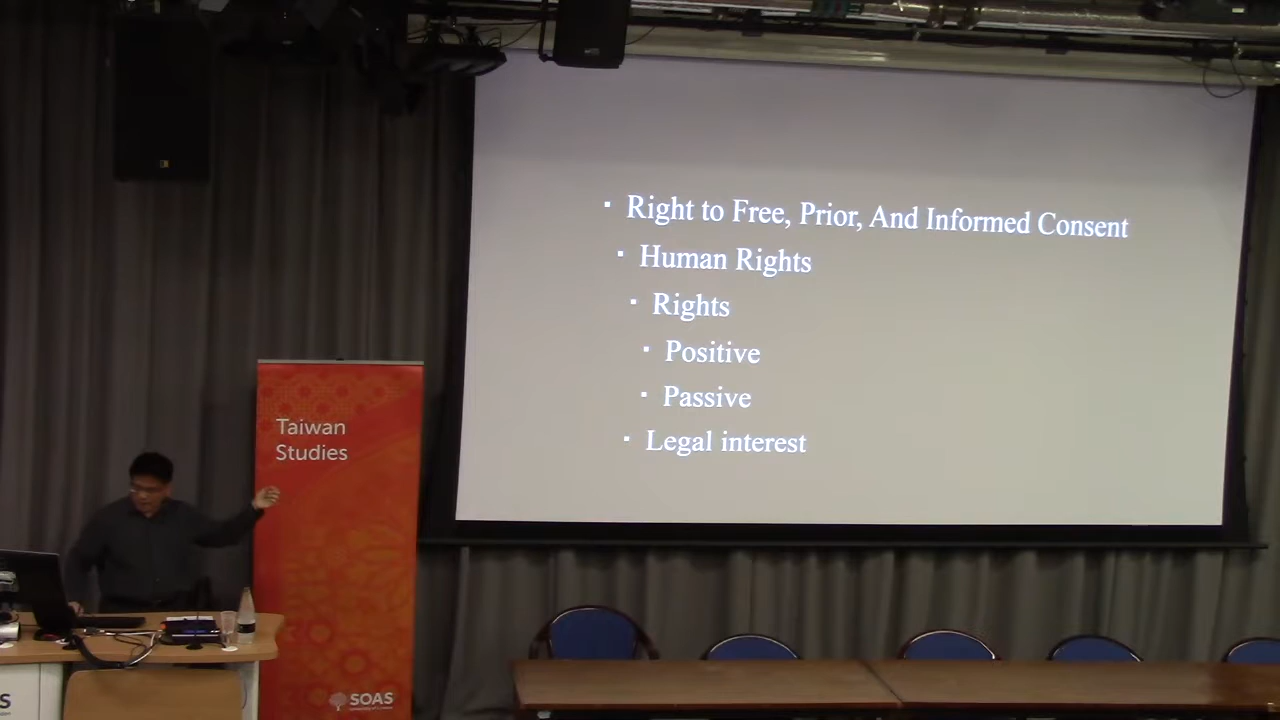 ▪ Right to Free, Prior, And Informed Consent
▪ Human Rights
▪ Rights
▪ Positive
▪ Passive
▪ Legal interest
Taiwan
Studies
SOAS
S